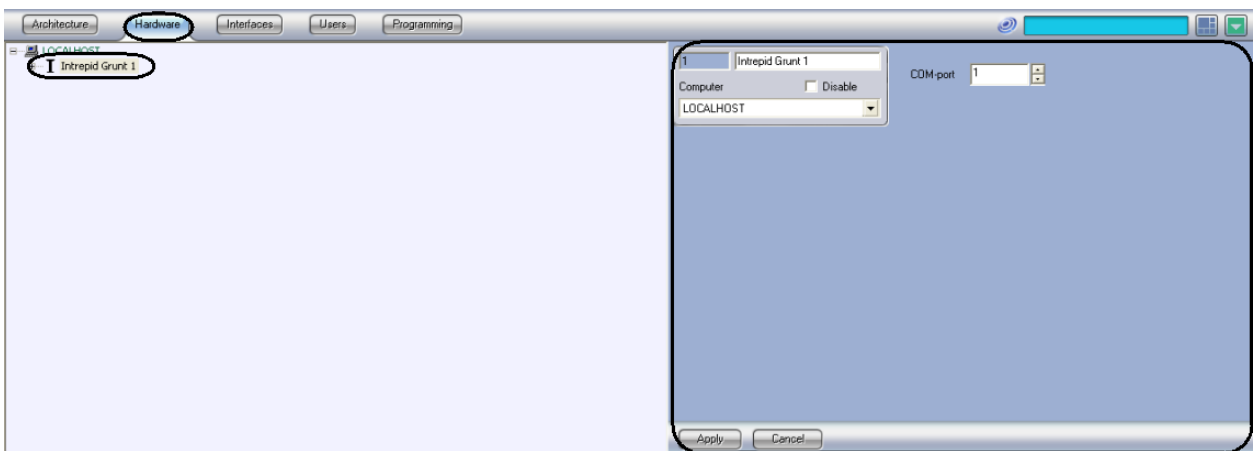 Architecture Hardware Interfaces Users Programming
LOCALHOST
Intrepid Grunt 1
1 Intrepid Grunt 1
COM-port 1
Computer Disable
LOCALHOST
Apply Cancel